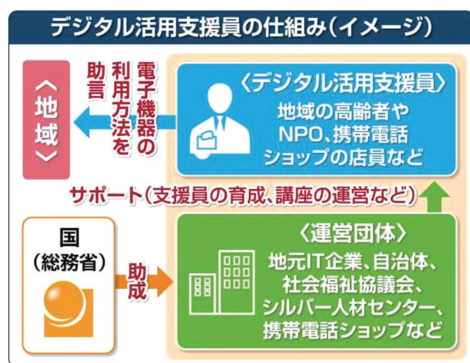 デジタル活用支援員の仕組み(イメージ)
〈地域〉
電子機器の
利用方法を
助言
〈デジタル活用支援員〉
地域の高齢者や
NPO、携帯電話
ショップの店員など
サポート(支援員の育成、講座の運営など)
国
(総務省)
助成
〈運営団体〉
地元IT企業、自治体、
社会福祉協議会、
シルバー人材センター、
携帯電話ショップなど